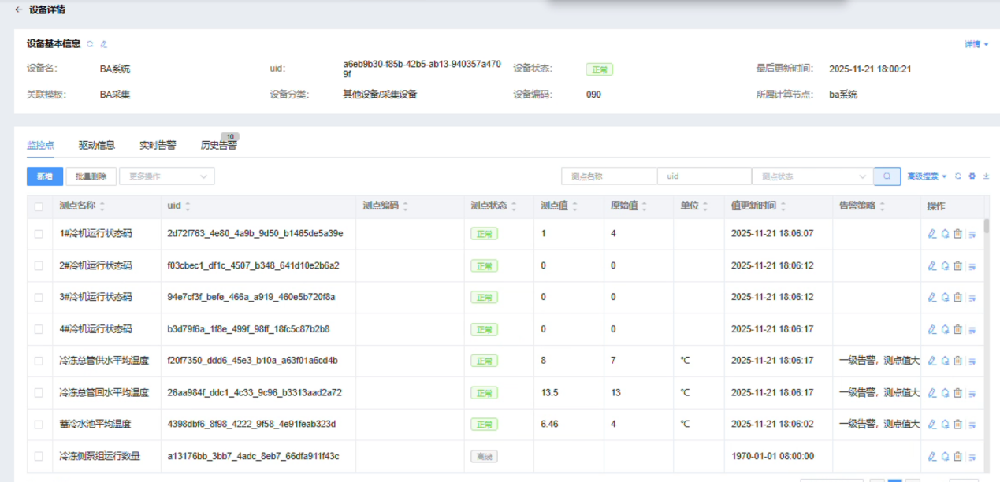 ← 设备详情
设备基本信息 详情
设备名: BA系统 uid: a6eb9b30-f85b-42b5-ab13-940357a4709f 设备状态: 正常 最后更新时间: 2025-11-21 18:00:21
关联模板: BA采集 设备分类: 其他设备/采集设备 设备编码: 090 所属计算节点: ba系统
监控点 驱动信息 实时告警 历史告警 10
新增 批量删除 更多操作 测点名称 uid 测点状态 高级搜索
测点名称 uid 测点编码 测点状态 测点值 原始值 单位 值更新时间 告警策略 操作
1#冷机运行状态码 2d72f763_4e80_4a9b_9d50_b1465de5a39e 正常 1 4 2025-11-21 18:06:07
2#冷机运行状态码 f03cbec1_df1c_4507_b348_641d10e2b6a2 正常 0 0 2025-11-21 18:06:12
3#冷机运行状态码 94e7cf3f_befe_466a_a919_460e5b720f8a 正常 0 0 2025-11-21 18:06:12
4#冷机运行状态码 b3d79f6a_1f8e_499f_98ff_18fc5c87b2b8 正常 0 0 2025-11-21 18:06:17
冷冻总管供水平均温度 f20f7350_ddd6_45e3_b10a_a63f01a6cd4b 正常 8 7 ℃ 2025-11-21 18:06:17 一级告警，测点值大
冷冻总管回水平均温度 26aa984f_ddc1_4c33_9c96_b3313aad2a72 正常 13.5 13 ℃ 2025-11-21 18:06:17 一级告警，测点值大
蓄冷水池平均温度 4398dbf6_8f98_4222_9f58_4e91feab323d 正常 6.46 4 ℃ 2025-11-21 18:06:02 一级告警，测点值大
冷冻侧泵组运行数量 a13176bb_3bb7_4adc_8eb7_66dfa911f43c 离线 1970-01-01 08:00:00